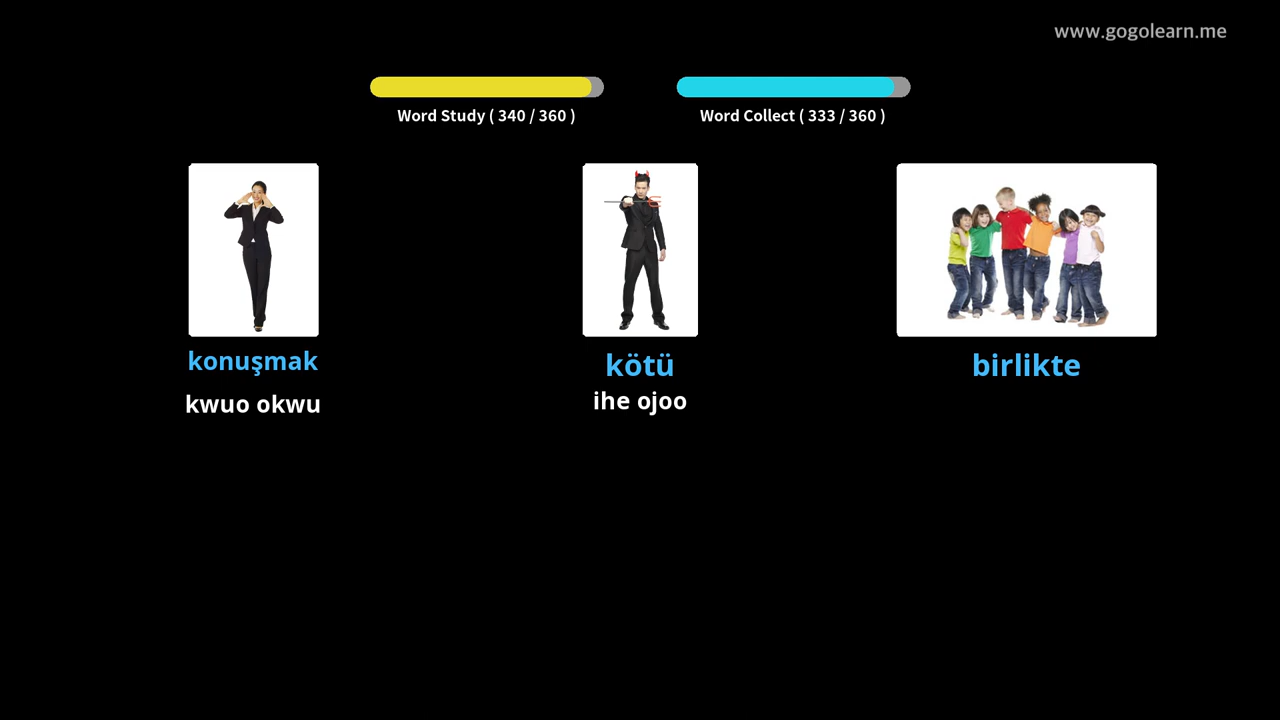 www.gogolearn.me
Word Study ( 340 / 360 )
Word Collect ( 333 / 360 )
konuşmak
kwuo okwu
kötü
ihe ojoo
birlikte